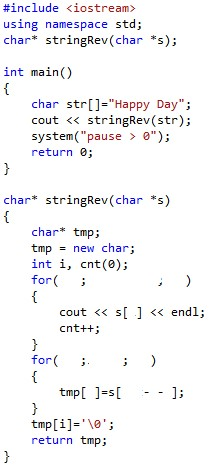 #include <iostream>
using namespace std;
char* stringRev(char *s);
int main()
{
char str[]="Happy Day";
cout << stringRev(str);
system("pause > 0");
return 0;
}
char* stringRev(char *s)
{
char* tmp;
tmp = new char;
int i, cnt(0);
for( ; ; )
{
cout << s[ ] << endl;
cnt++;
}
for( ; ; )
{
tmp[ ]=s[ - - ];
}
tmp[i]='\0';
return tmp;
}